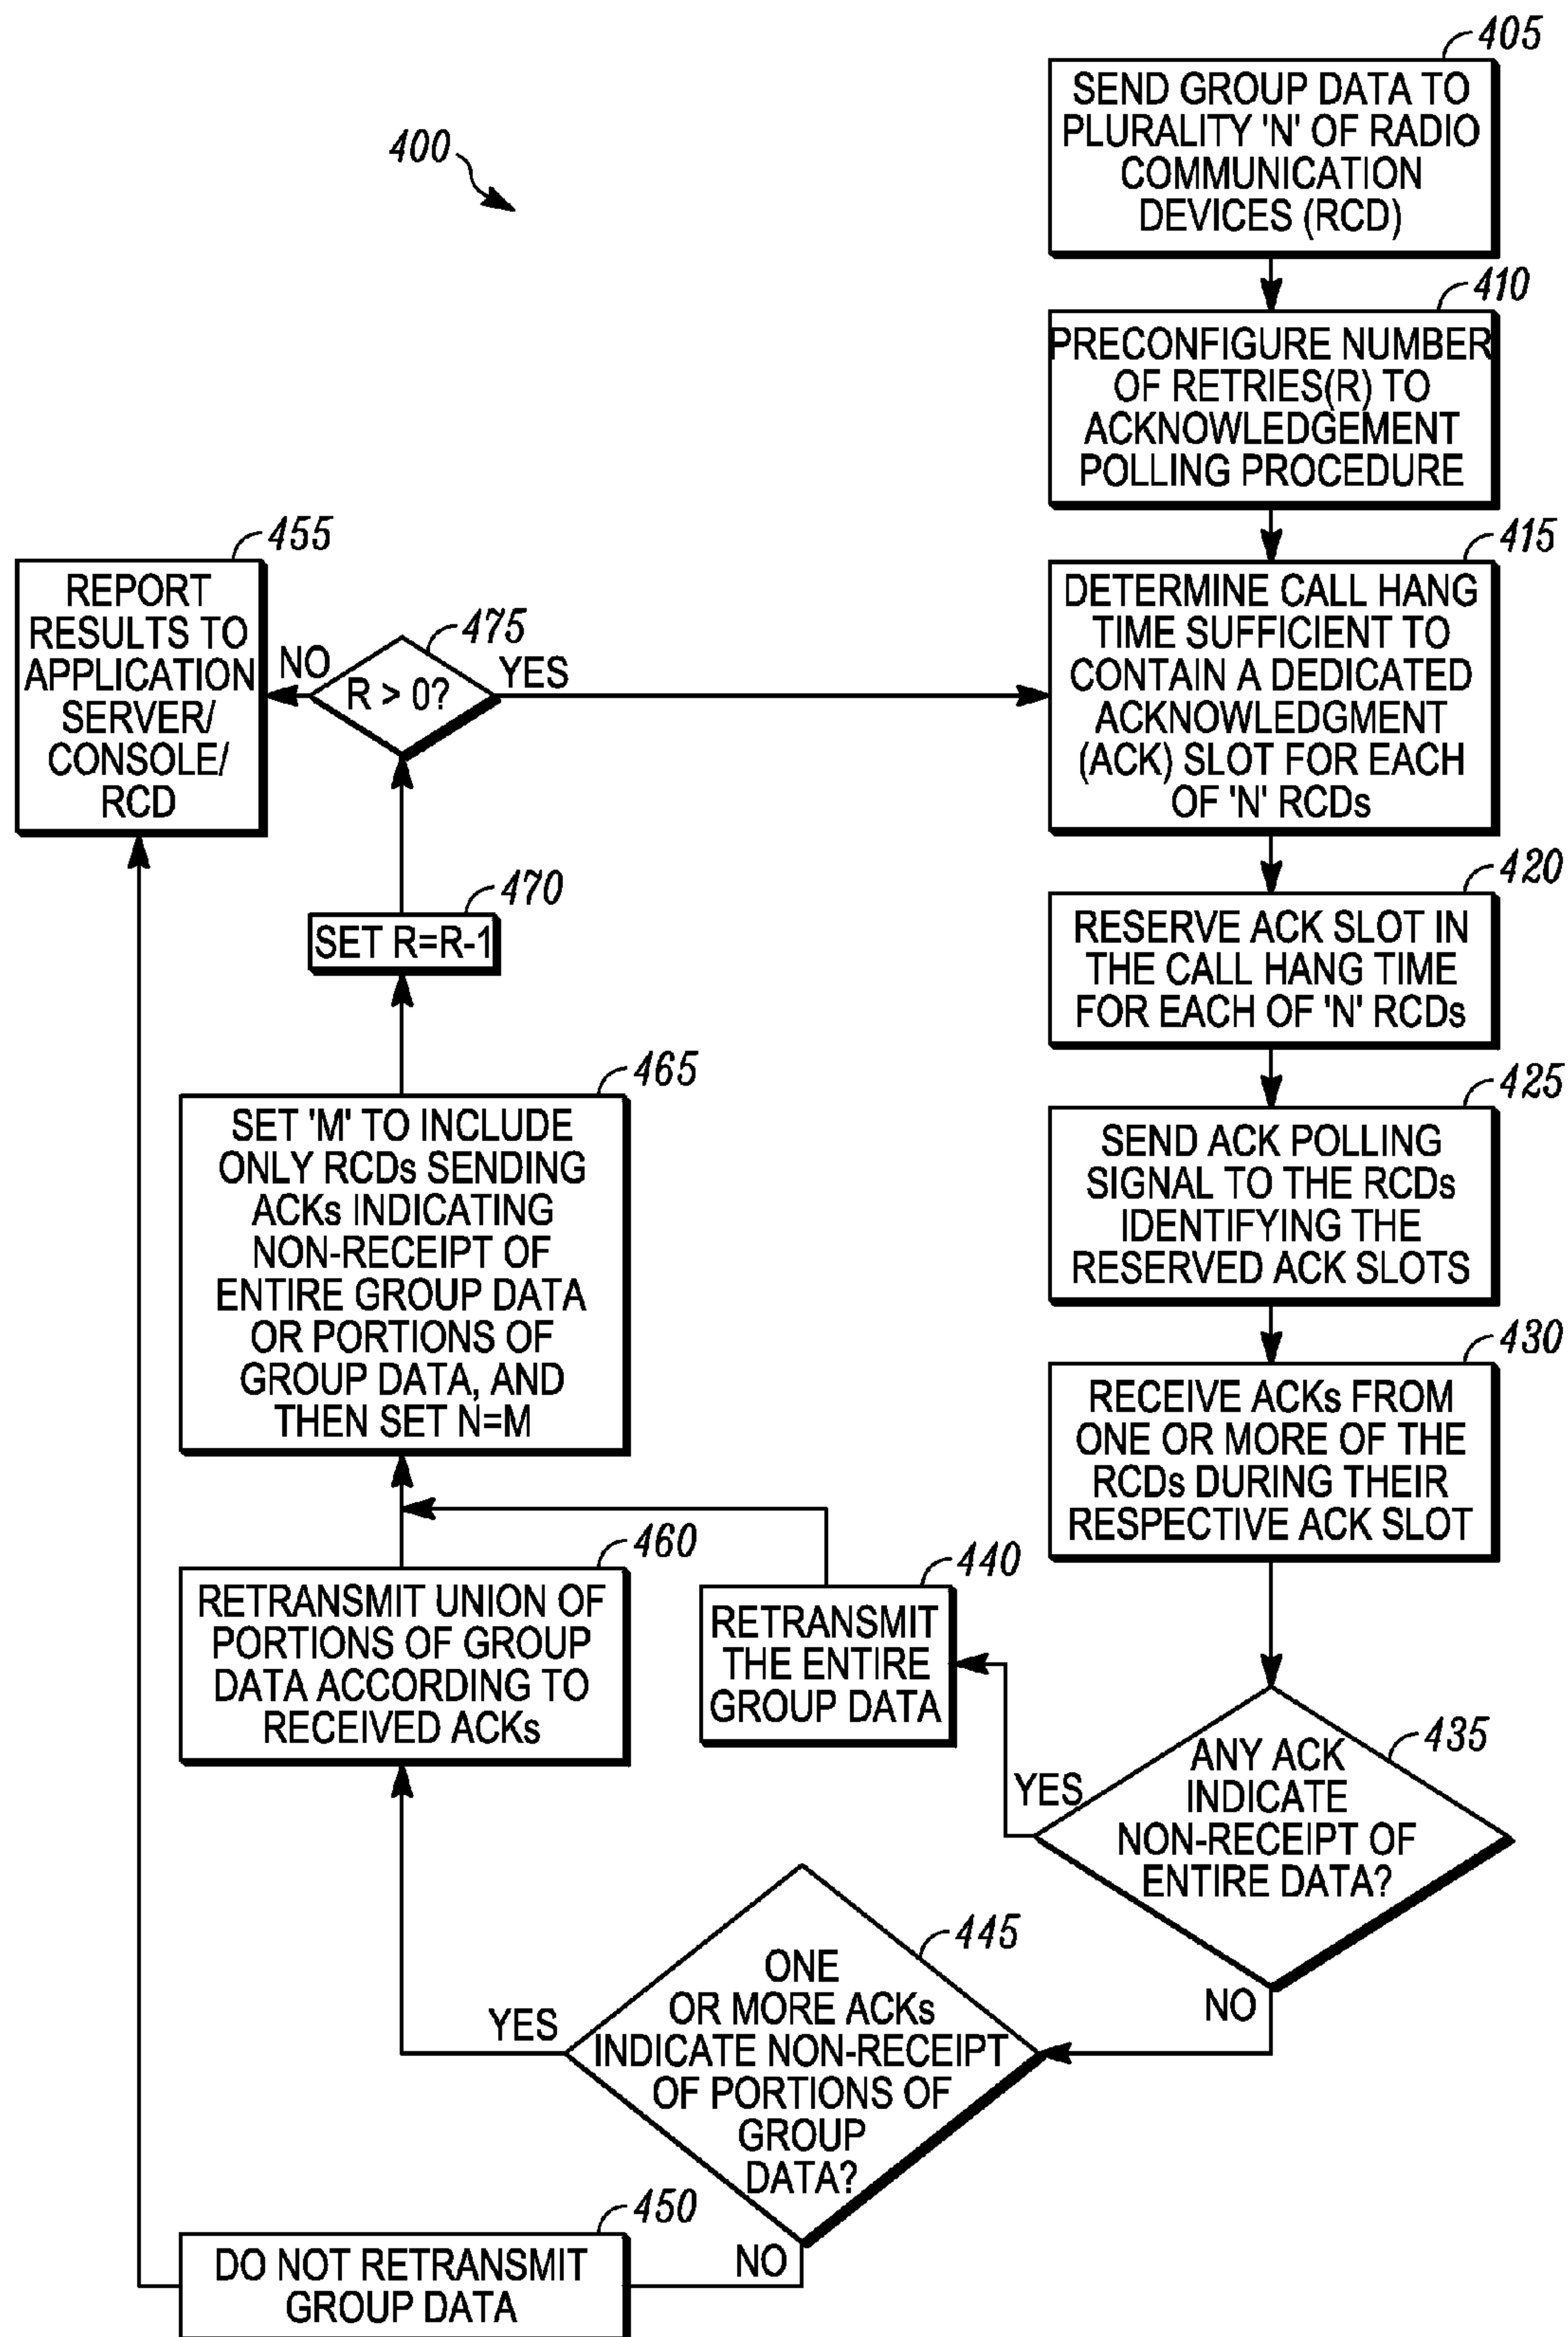 400
405
SEND GROUP DATA TO
PLURALITY 'N' OF RADIO
COMMUNICATION
DEVICES (RCD)
410
PRECONFIGURE NUMBER
OF RETRIES(R) TO
ACKNOWLEDGEMENT
POLLING PROCEDURE
415
DETERMINE CALL HANG
TIME SUFFICIENT TO
CONTAIN A DEDICATED
ACKNOWLEDGMENT
(ACK) SLOT FOR EACH
OF 'N' RCDs
420
RESERVE ACK SLOT IN
THE CALL HANG TIME
FOR EACH OF 'N' RCDs
425
SEND ACK POLLING
SIGNAL TO THE RCDs
IDENTIFYING THE
RESERVED ACK SLOTS
430
RECEIVE ACKs FROM
ONE OR MORE OF THE
RCDs DURING THEIR
RESPECTIVE ACK SLOT
435
ANY ACK
INDICATE
NON-RECEIPT OF
ENTIRE DATA?
YES
NO
440
RETRANSMIT
THE ENTIRE
GROUP DATA
445
ONE
OR MORE ACKs
INDICATE NON-RECEIPT
OF PORTIONS OF
GROUP
DATA?
YES
NO
450
DO NOT RETRANSMIT
GROUP DATA
460
RETRANSMIT UNION OF
PORTIONS OF GROUP
DATA ACCORDING TO
RECEIVED ACKs
465
SET 'M' TO INCLUDE
ONLY RCDs SENDING
ACKs INDICATING
NON-RECEIPT OF
ENTIRE GROUP DATA
OR PORTIONS OF
GROUP DATA, AND
THEN SET N=M
470
SET R=R-1
475
R > 0?
NO
YES
455
REPORT
RESULTS TO
APPLICATION
SERVER/
CONSOLE/
RCD